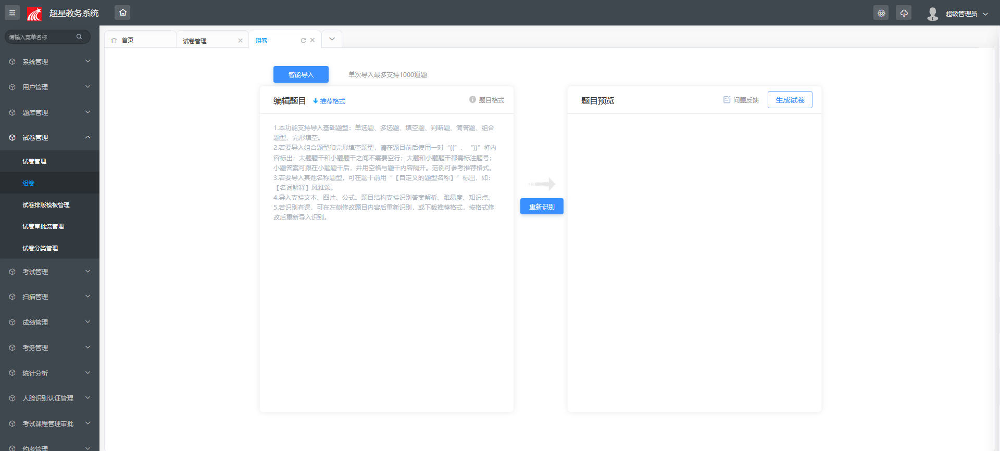 超星教务系统
超级管理员
请输入菜单名称
首页
试卷管理
组卷
系统管理
用户管理
题库管理
试卷管理
试卷管理
组卷
试卷排版模板管理
试卷审批流管理
试卷分类管理
考试管理
扫描管理
成绩管理
考务管理
统计分析
人脸识别认证管理
考试课程管理审批
约考管理
智能导入
单次导入最多支持1000道题
编辑题目
推荐格式
题目格式
1.本功能支持导入基础题型：单选题、多选题、填空题、判断题、简答题、组合
题型、完形填空。
2.若要导入组合题型和完形填空题型，请在题目前后使用一对“{{”、“}}”将内
容标出；大题题干和小题题干之间不需要空行；大题和小题题干都需标注题号；
小题答案可跟在小题题干后，并用空格与题干内容隔开。范例可参考推荐格式。
3.若要导入其他名称题型，可在题干前用“【自定义的题型名称】”标出，如：
【名词解释】风雅颂。
4.导入支持文本、图片、公式。题目结构支持识别答案解析、难易度、知识点。
5.若识别有误，可在左侧修改题目内容后重新识别，或下载推荐格式，按格式修
改后重新导入识别。
重新识别
题目预览
问题反馈
生成试卷